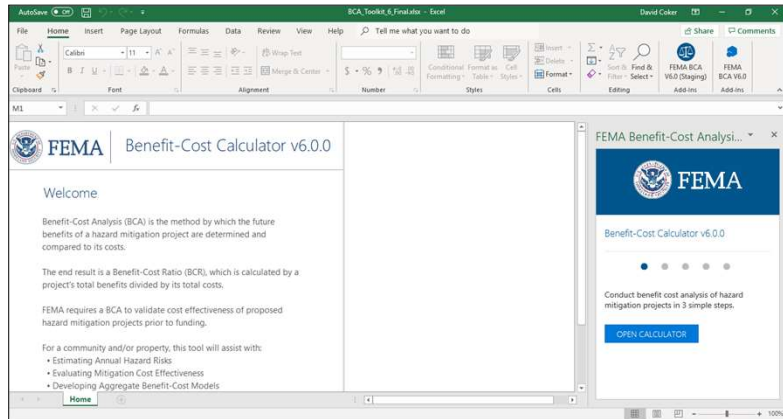 AutoSave Off
BCA_Toolkit_6_Final.xlsx - Excel
David Coker
File Home Insert Page Layout Formulas Data Review View Help Tell me what you want to do
Share Comments
Paste
Calibri 11 A A
B I U
Wrap Text
Merge & Center
$ % 9
Conditional Formatting Format as Table Cell Styles
Insert
Delete
Format
Sort & Filter Find & Select
FEMA BCA V6.0 (Staging)
FEMA BCA V6.0
Clipboard Font Alignment Number Styles Cells Editing Add-ins Add-ins
M1 fx
FEMA Benefit-Cost Calculator v6.0.0
Welcome
Benefit-Cost Analysis (BCA) is the method by which the future
benefits of a hazard mitigation project are determined and
compared to its costs.
The end result is a Benefit-Cost Ratio (BCR), which is calculated by a
project's total benefits divided by its total costs.
FEMA requires a BCA to validate cost effectiveness of proposed
hazard mitigation projects prior to funding.
For a community and/or property, this tool will assist with:
• Estimating Annual Hazard Risks
• Evaluating Mitigation Cost Effectiveness
• Developing Aggregate Benefit-Cost Models
FEMA Benefit-Cost Analysi...
FEMA
Benefit-Cost Calculator v6.0.0
Conduct benefit cost analysis of hazard
mitigation projects in 3 simple steps.
OPEN CALCULATOR
Home
100%